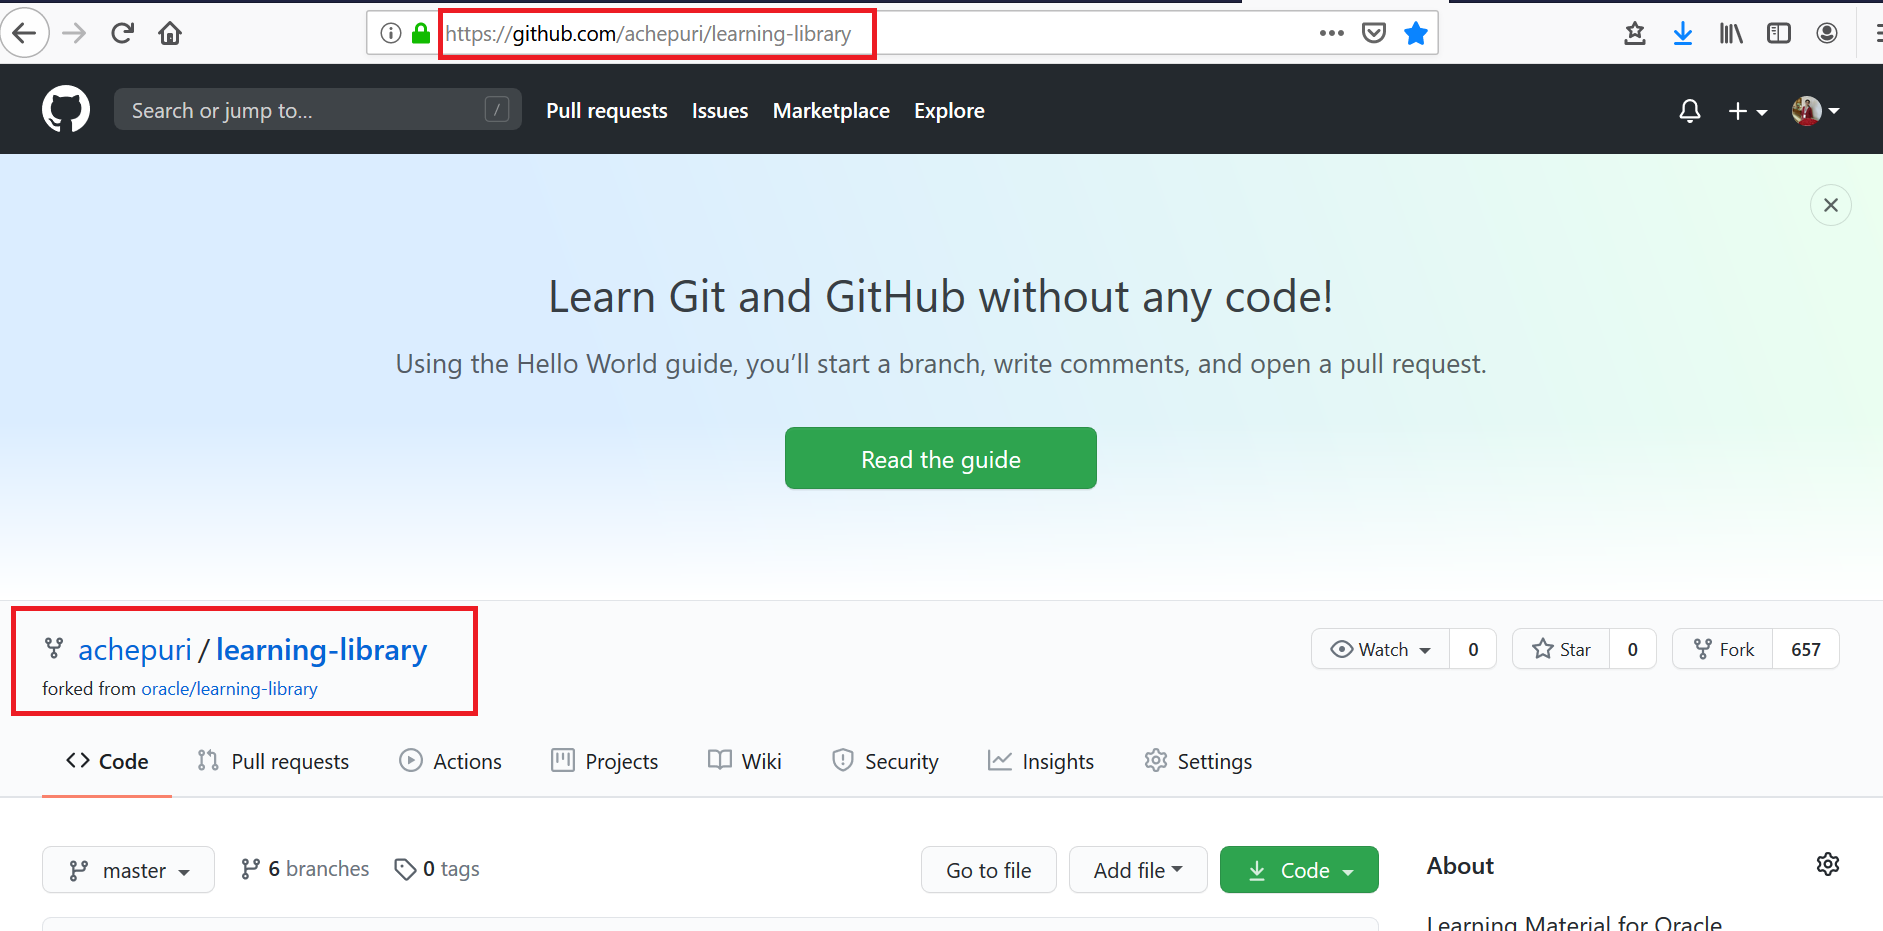 https://github.com/achepuri/learning-library
Search or jump to... / Pull requests Issues Marketplace Explore
Learn Git and GitHub without any code!
Using the Hello World guide, you’ll start a branch, write comments, and open a pull request.
Read the guide
achepuri / learning-library
Watch 0 Star 0 Fork 657
forked from oracle/learning-library
Code Pull requests Actions Projects Wiki Security Insights Settings
master 6 branches 0 tags Go to file Add file Code About
Learning Material for Oracle